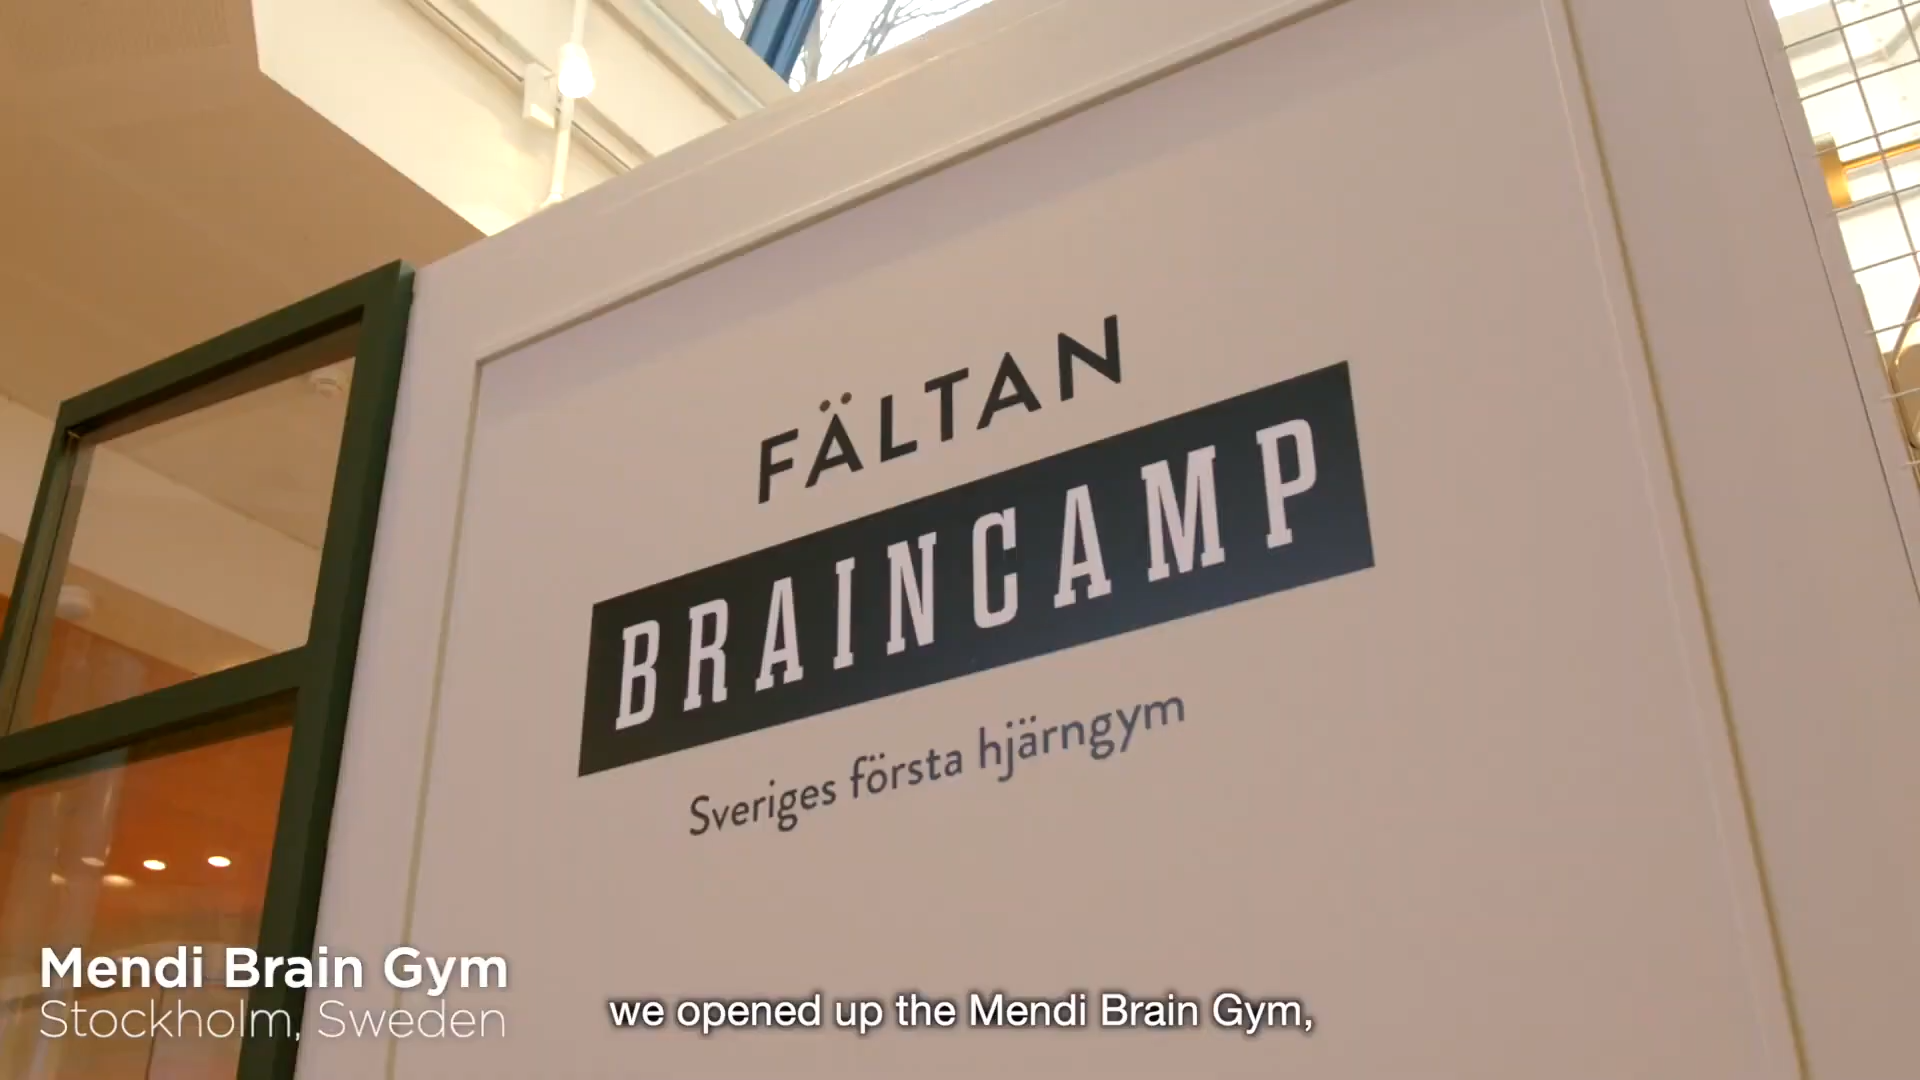 FÄLTAN
BRAINCAMP
Sveriges första hjärngym
Mendi Brain Gym
Stockholm, Sweden
we opened up the Mendi Brain Gym,